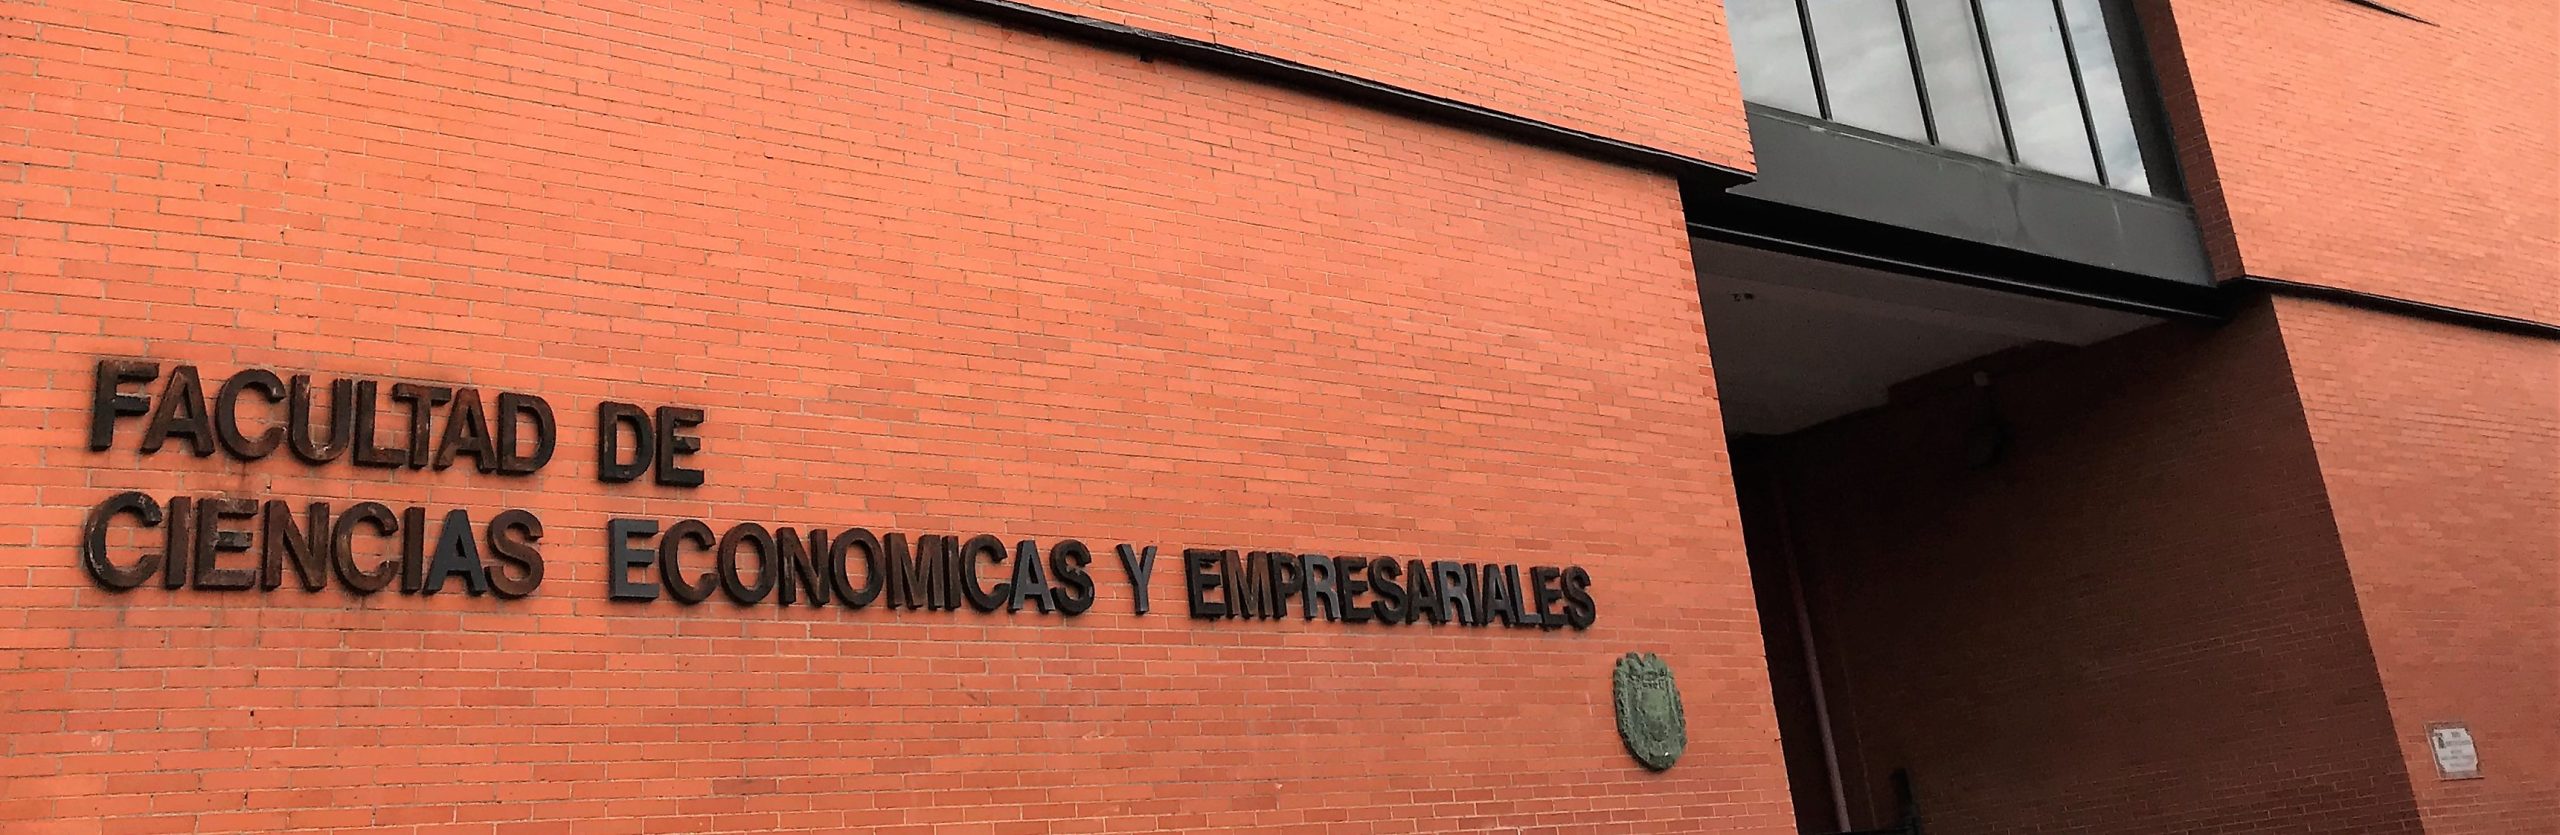 FACULTAD DE
CIENCIAS ECONOMICAS Y EMPRESARIALES